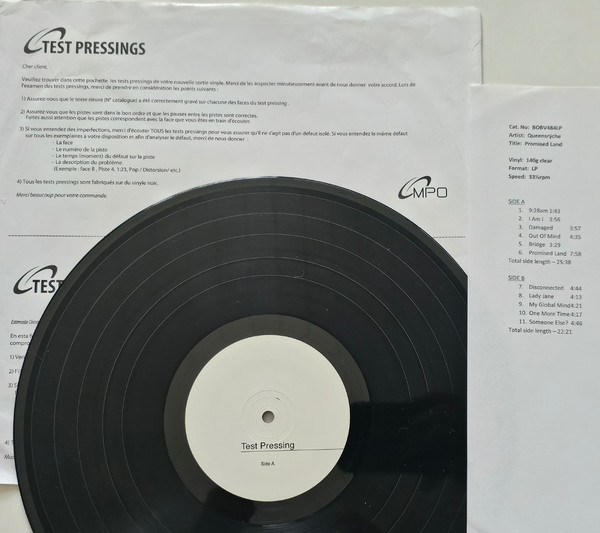 TEST PRESSINGS
Cher client,
Veuillez trouver dans cette pochette, les tests pressings de votre nouvelle sortie vinyle. Merci de les inspecter minutieusement avant de nous donner votre accord. Lors de
l'examen des tests pressings, merci de prendre en considération les points suivants :
1) Assurez-vous que le texte désiré (N° catalogue) a été correctement gravé sur chacune des faces du test pressing .
2) Assurez-vous que les pistes sont dans le bon ordre et que les pauses entre les pistes sont correctes.
Faites aussi attention que les pistes correspondent avec la face que vous êtes en train d'écouter.
3) Si vous entendez des imperfections, merci d'écouter TOUS les tests pressings pour vous assurer qu'il ne s'agit pas d'un défaut isolé. Si vous entendez le même défaut
sur tous les exemplaires à votre disposition et afin d'analyser le défaut, merci de nous donner :
- La face
- Le numéro de la piste
- Le temps (moment) du défaut sur la piste
- La description du problème.
(Exemple : face B , Piste 4, 1:23, Pop / Distorsion/ etc.)
4) Tous les tests pressings sont fabriqués sur du vinyle noir.
Merci beaucoup pour votre commande.
MPO
TEST
En esta
1) Ver
2)
3) S
4) T
Test Pressing
Side A
Cat. No: BOBV484LP
Artist: Queensrÿche
Title: Promised Land
Vinyl: 140g clear
Format: LP
Speed: 33⅓rpm
SIDE A
1. 9:28am 1:43
2. I Am I 3:56
3. Damaged 3:57
4. Out Of Mind 4:35
5. Bridge 3:29
6. Promised Land 7:58
Total side length – 25:38
SIDE B
7. Disconnected 4:44
8. Lady Jane 4:13
9. My Global Mind 4:21
10. One More Time 4:17
11. Someone Else? 4:46
Total side length – 22:21